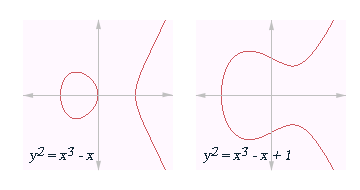 y² = x³ - x
y² = x³ - x + 1